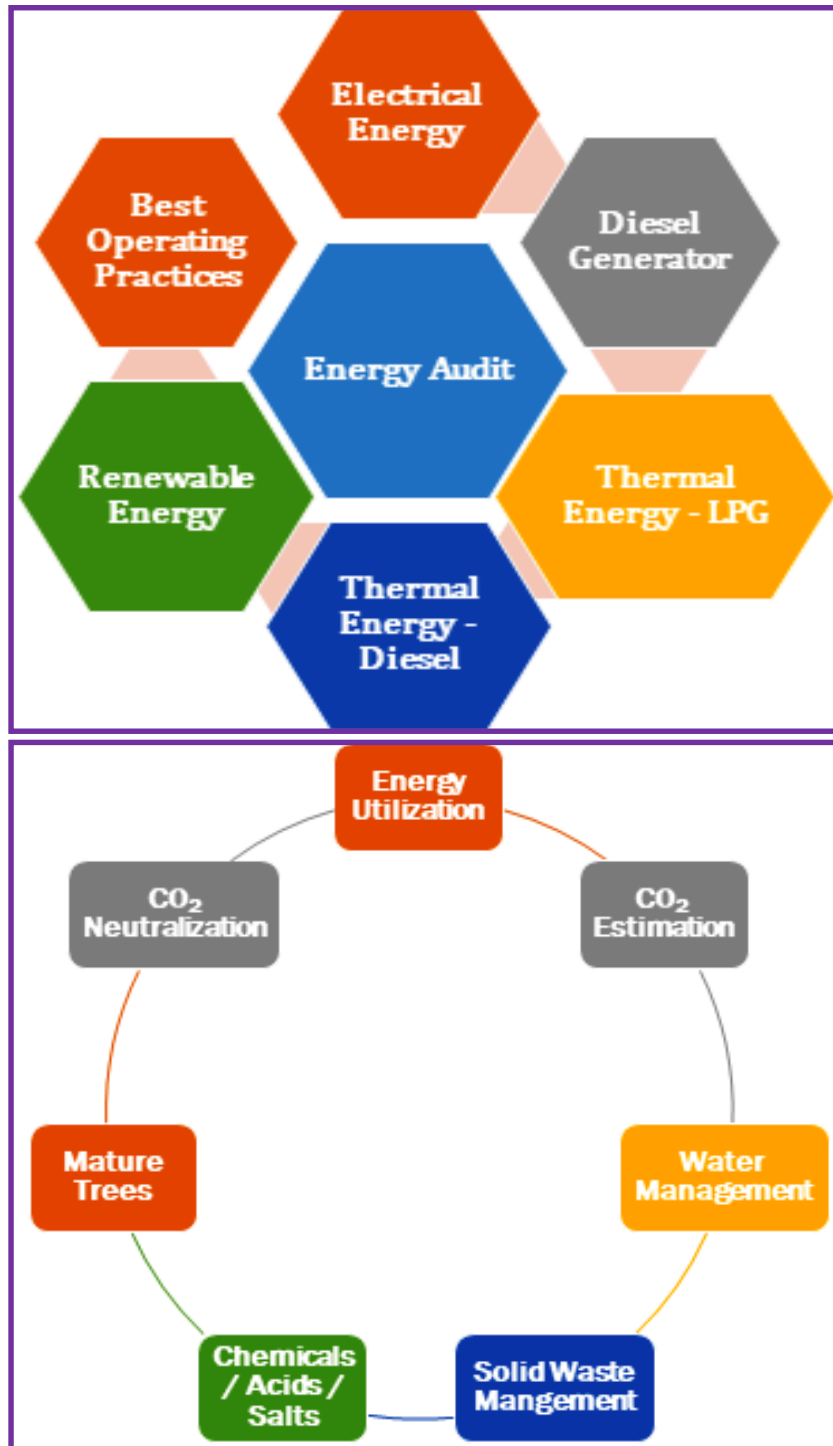 Electrical
Energy
Diesel
Generator
Best
Operating
Practices
Energy Audit
Renewable
Energy
Thermal
Energy - LPG
Thermal
Energy -
Diesel
Energy
Utilization
CO₂
Estimation
CO₂
Neutralization
Water
Management
Mature
Trees
Solid Waste
Mangement
Chemicals
/ Acids /
Salts